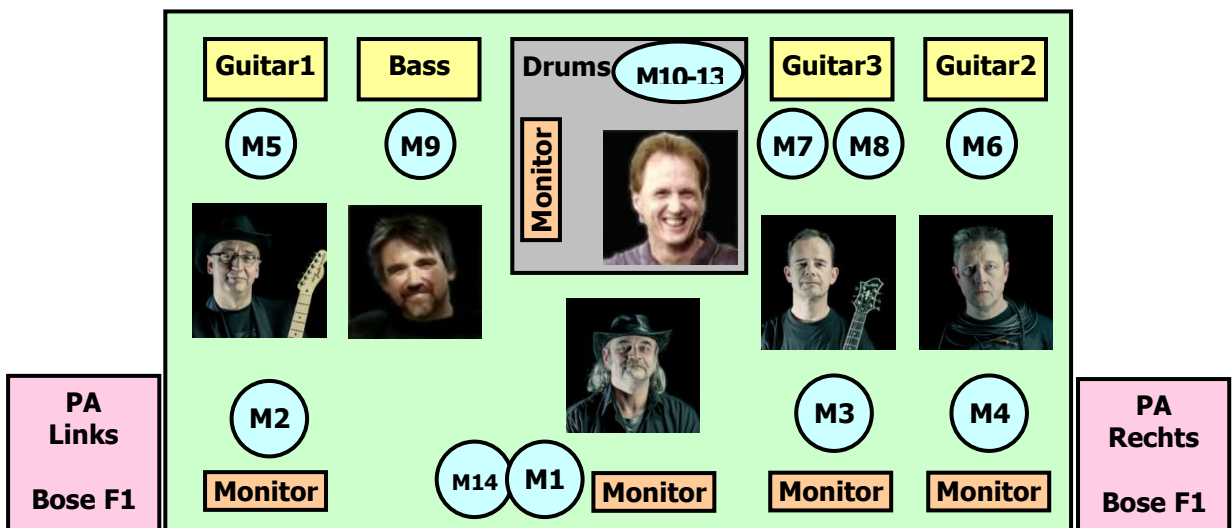 Guitar1
Bass
Drums
M10-13
Guitar3
Guitar2
M5
M9
Monitor
M7
M8
M6
PA
Links
Bose F1
M2
M14
M1
M3
M4
PA
Rechts
Bose F1
Monitor
Monitor
Monitor
Monitor